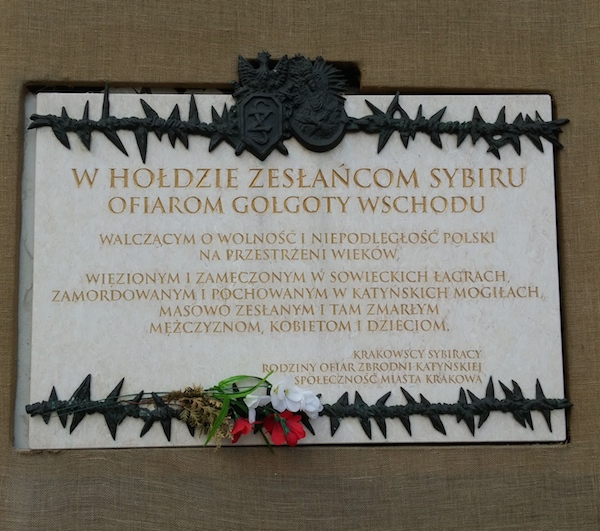 W HOŁDZIE ZESŁAŃCOM SYBIRU
OFIAROM GOLGOTY WSCHODU
WALCZĄCYM O WOLNOŚĆ I NIEPODLEGŁOŚĆ POLSKI
NA PRZESTRZENI WIEKÓW,
WIĘZIONYM I ZAMĘCZONYM W SOWIECKICH ŁAGRACH,
ZAMORDOWANYM I POCHOWANYM W KATYŃSKICH MOGIŁACH,
MASOWO ZESŁANYM I TAM ZMARŁYM
MĘŻCZYZNOM, KOBIETOM I DZIECIOM.
KRAKOWSCY SYBIRACY
RODZINY OFIAR ZBRODNI KATYŃSKIEJ
SPOŁECZNOŚĆ MIASTA KRAKOWA